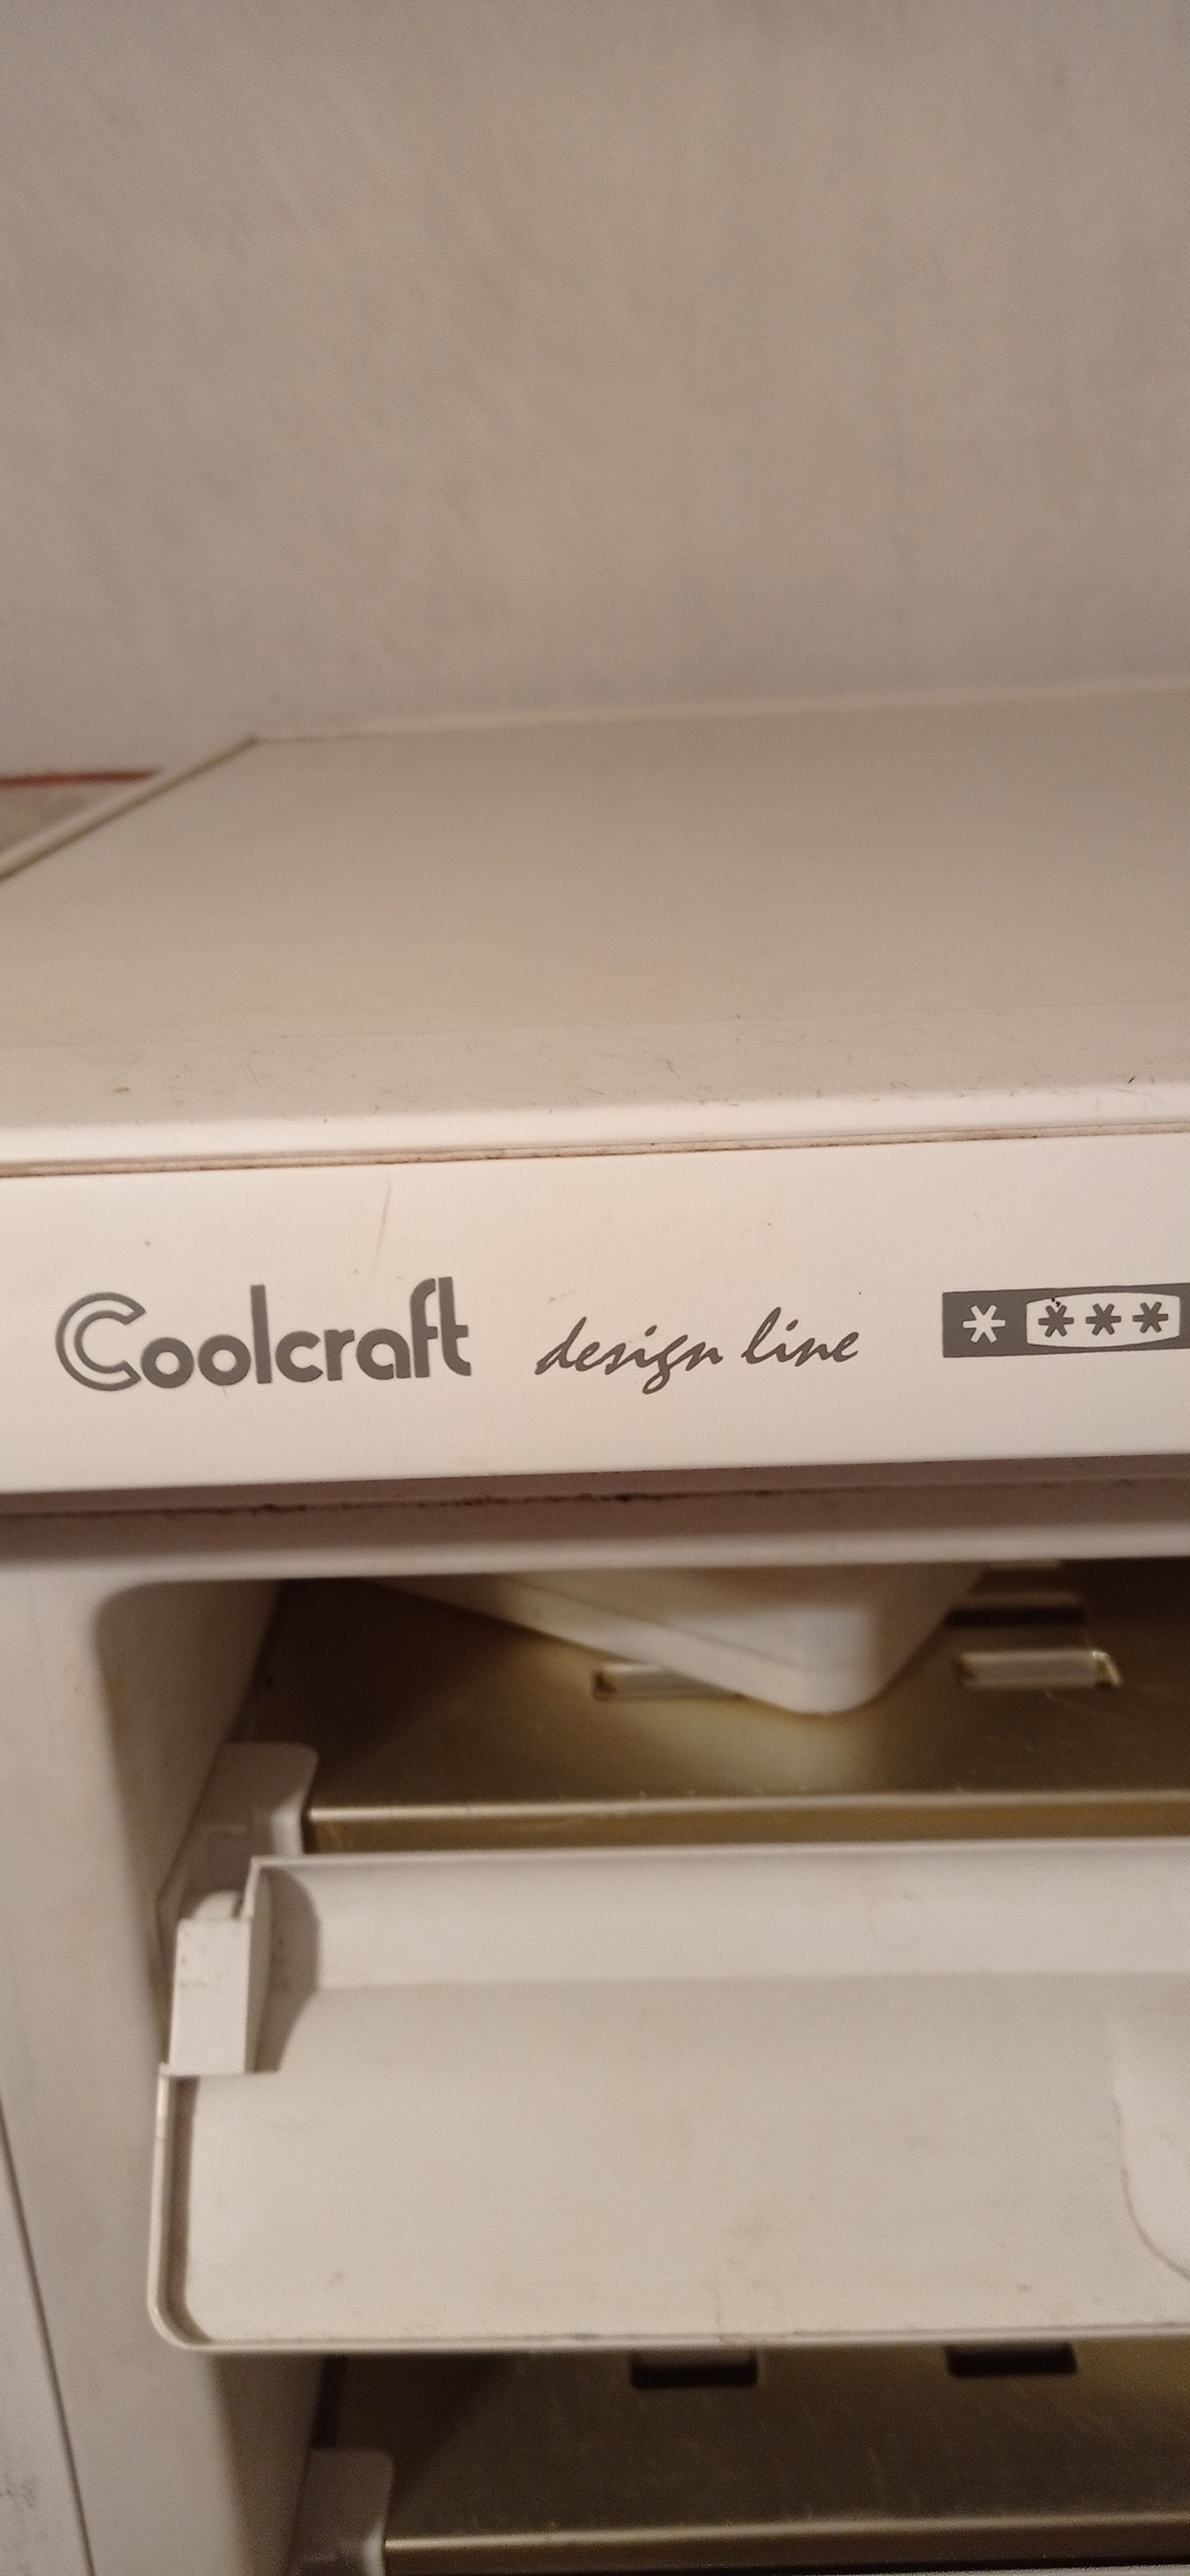 Coolcraft design line * ***